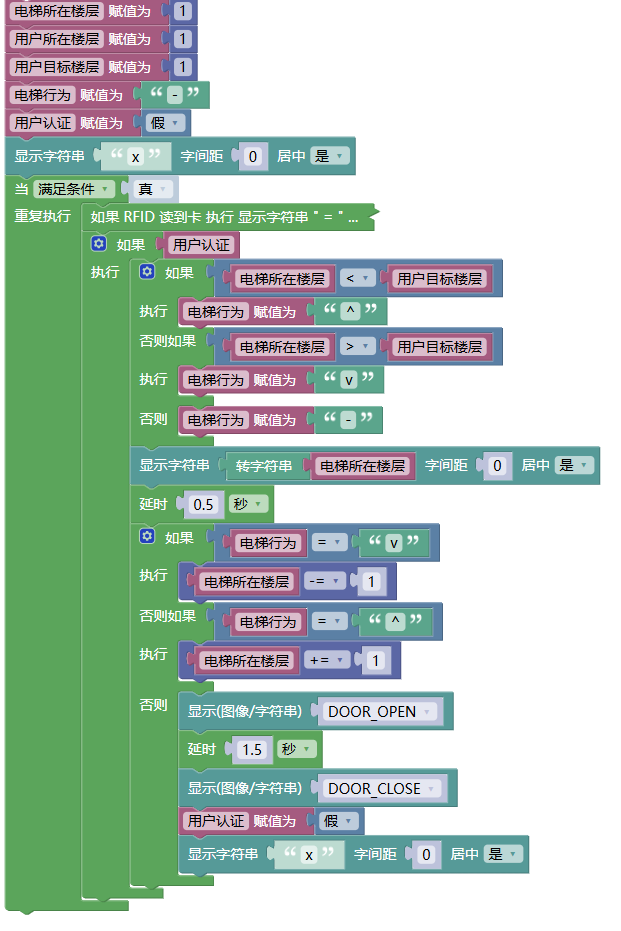 电梯所在楼层 赋值为 1
用户所在楼层 赋值为 1
用户目标楼层 赋值为 1
电梯行为 赋值为 “ - ”
用户认证 赋值为 假
显示字符串 “ x ” 字间距 0 居中 是
当 满足条件 真
重复执行 如果 RFID 读到卡 执行 显示字符串 " = " ...
如果 用户认证
执行 如果 电梯所在楼层 < 用户目标楼层
执行 电梯行为 赋值为 “ ^ ”
否则如果 电梯所在楼层 > 用户目标楼层
执行 电梯行为 赋值为 “ v ”
否则 电梯行为 赋值为 “ - ”
显示字符串 转字符串 电梯所在楼层 字间距 0 居中 是
延时 0.5 秒
如果 电梯行为 = “ v ”
执行 电梯所在楼层 -= 1
否则如果 电梯行为 = “ ^ ”
执行 电梯所在楼层 += 1
否则 显示(图像/字符串) DOOR_OPEN
延时 1.5 秒
显示(图像/字符串) DOOR_CLOSE
用户认证 赋值为 假
显示字符串 “ x ” 字间距 0 居中 是